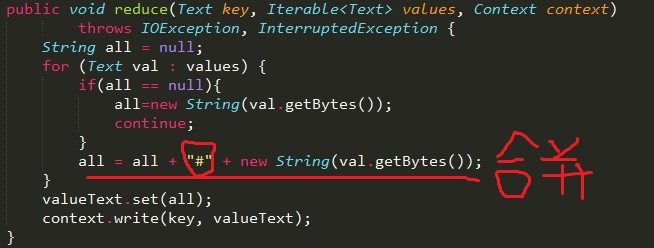 public void reduce(Text key, Iterable<Text> values, Context context)
        throws IOException, InterruptedException {
    String all = null;
    for (Text val : values) {
        if(all == null){
            all=new String(val.getBytes());
            continue;
        }
        all = all + "#" + new String(val.getBytes()); 合并
    }
    valueText.set(all);
    context.write(key, valueText);
}